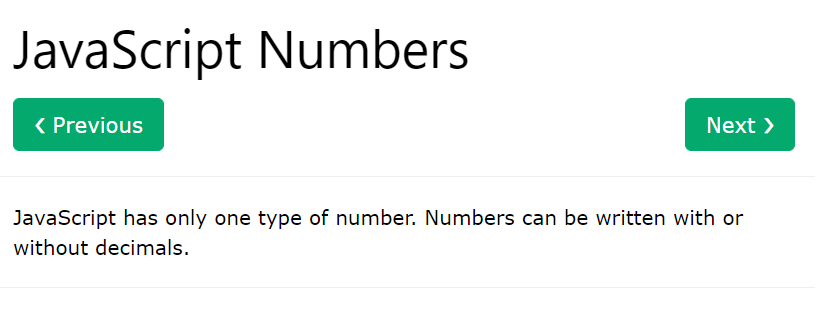 JavaScript Numbers
❮ Previous
Next ❯
JavaScript has only one type of number. Numbers can be written with or
without decimals.